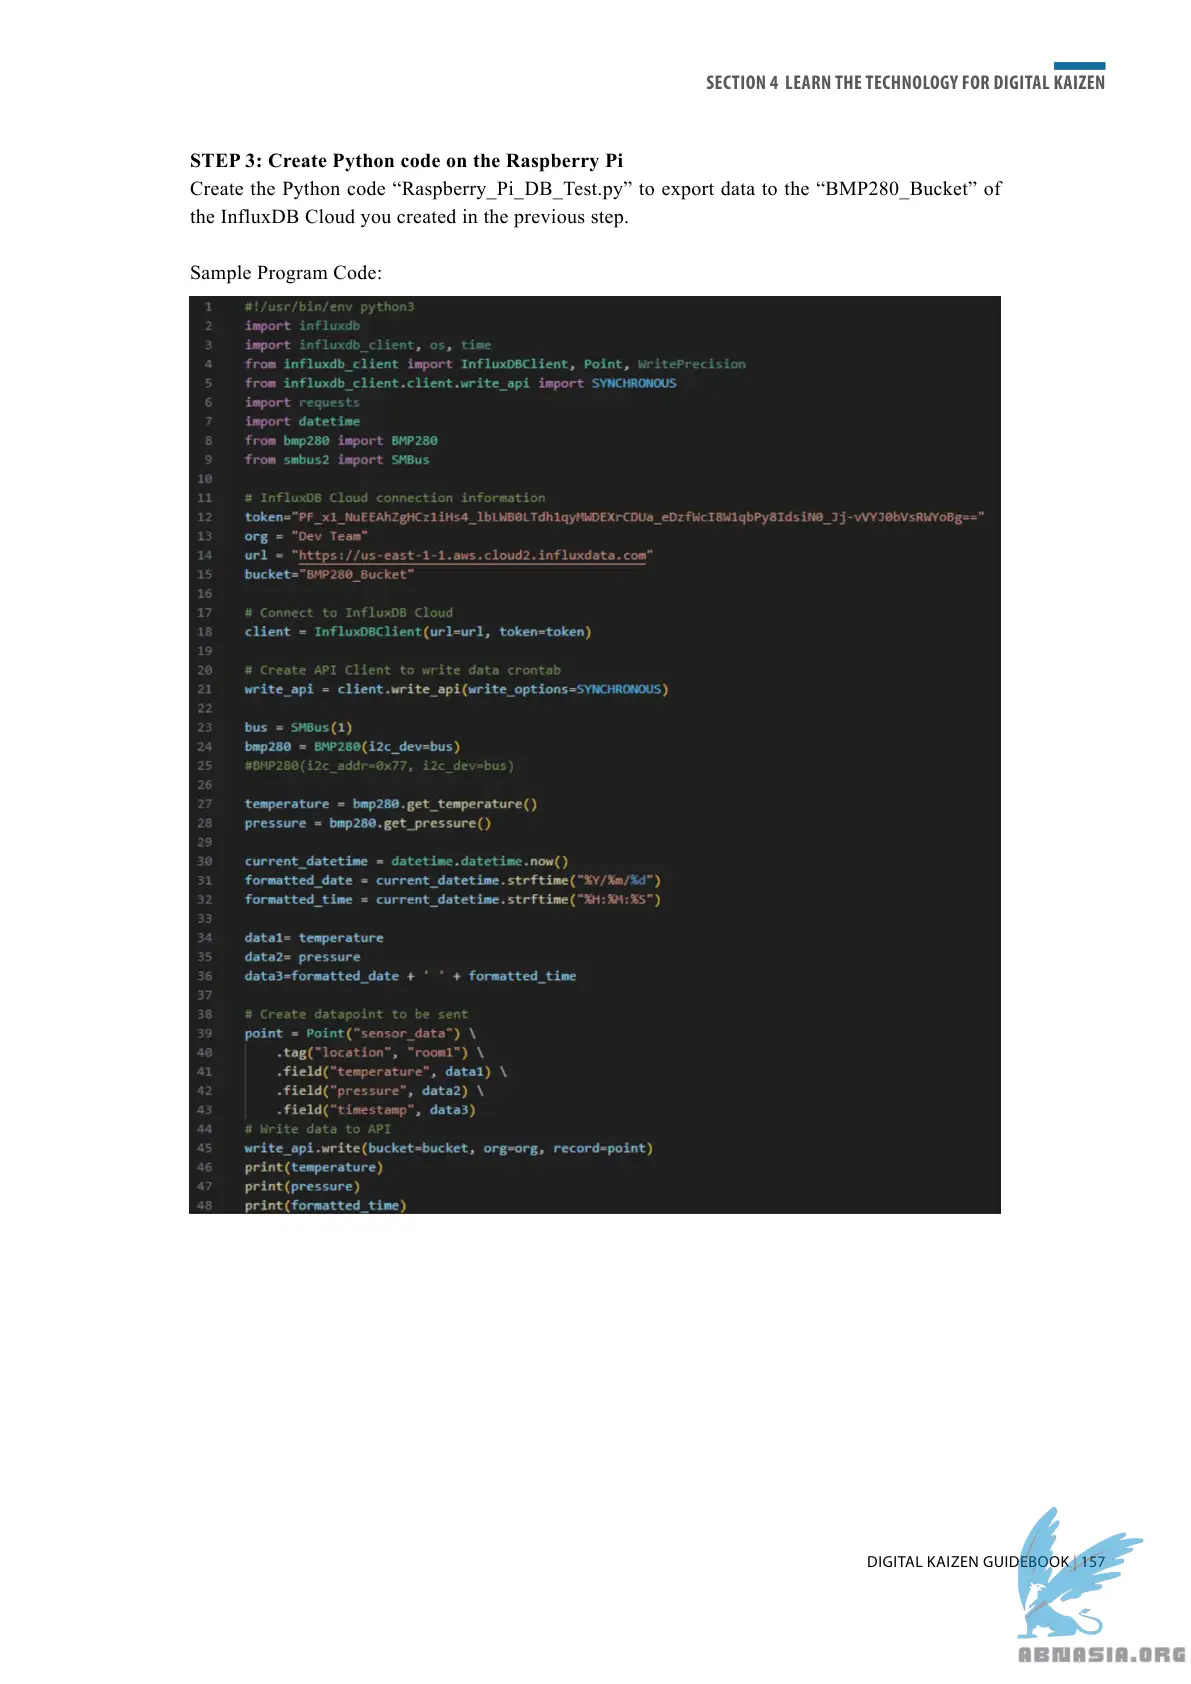 SECTION 4 LEARN THE TECHNOLOGY FOR DIGITAL KAIZEN
STEP 3: Create Python code on the Raspberry Pi
Create the Python code “Raspberry_Pi_DB_Test.py” to export data to the “BMP280_Bucket” of
the InfluxDB Cloud you created in the previous step.
Sample Program Code:
1 #!/usr/bin/env python3
2 import influxdb
3 import influxdb_client, os, time
4 from influxdb_client import InfluxDBClient, Point, WritePrecision
5 from influxdb_client.client.write_api import SYNCHRONOUS
6 import requests
7 import datetime
8 from bmp280 import BMP280
9 from smbus2 import SMBus
10
11 # InfluxDB Cloud connection information
12 token="PF_x1_NuEEAhZgHCz1iHs4_lbLWB0LTdh1qyMWDEXrCDUa_eDzfWcI8W1qbPy8IdsiN0_Jj-vVYJ0bVsRWYoBg=="
13 org = "Dev Team"
14 url = "https://us-east-1-1.aws.cloud2.influxdata.com"
15 bucket="BMP280_Bucket"
16
17 # Connect to InfluxDB Cloud
18 client = InfluxDBClient(url=url, token=token)
19
20 # Create API Client to write data crontab
21 write_api = client.write_api(write_options=SYNCHRONOUS)
22
23 bus = SMBus(1)
24 bmp280 = BMP280(i2c_dev=bus)
25 #BMP280(i2c_addr=0x77, i2c_dev=bus)
26
27 temperature = bmp280.get_temperature()
28 pressure = bmp280.get_pressure()
29
30 current_datetime = datetime.datetime.now()
31 formatted_date = current_datetime.strftime("%Y/%m/%d")
32 formatted_time = current_datetime.strftime("%H:%M:%S")
33
34 data1= temperature
35 data2= pressure
36 data3=formatted_date + ' ' + formatted_time
37
38 # Create datapoint to be sent
39 point = Point("sensor_data") \
40 .tag("location", "room1") \
41 .field("temperature", data1) \
42 .field("pressure", data2) \
43 .field("timestamp", data3)
44 # Write data to API
45 write_api.write(bucket=bucket, org=org, record=point)
46 print(temperature)
47 print(pressure)
48 print(formatted_time)
DIGITAL KAIZEN GUIDEBOOK | 157
ABNASIA.ORG